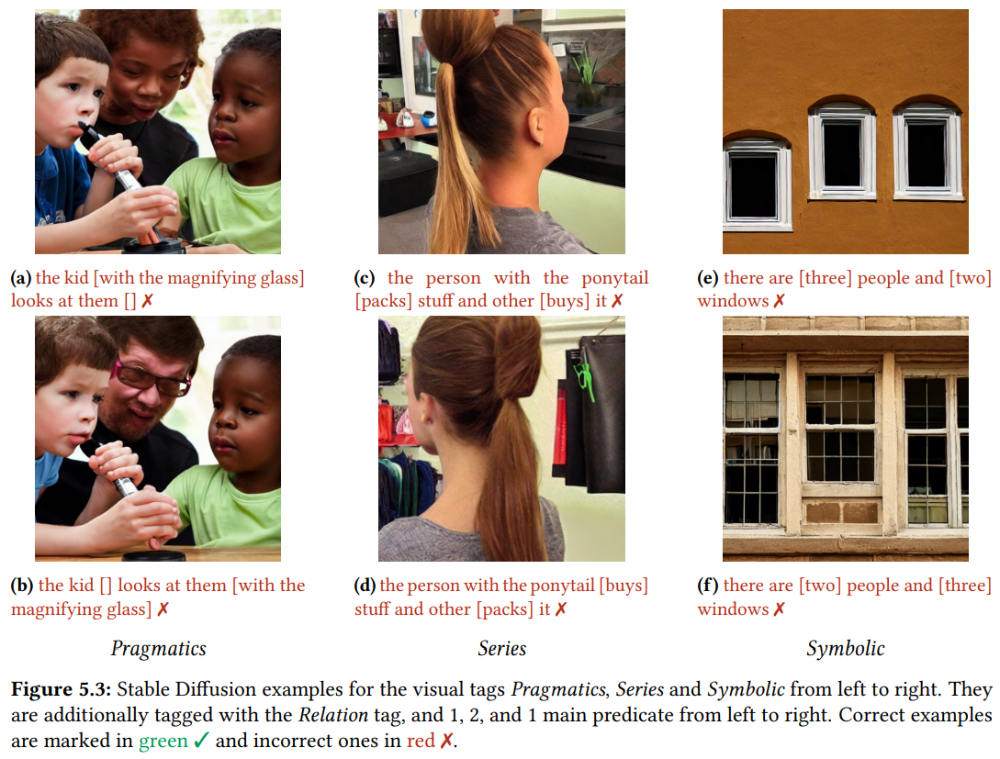 (a) the kid [with the magnifying glass]
looks at them [] ✗
(c) the person with the ponytail
[packs] stuff and other [buys] it ✗
(e) there are [three] people and [two]
windows ✗
(b) the kid [] looks at them [with the
magnifying glass] ✗
(d) the person with the ponytail [buys]
stuff and other [packs] it ✗
(f) there are [two] people and [three]
windows ✗
Pragmatics
Series
Symbolic
Figure 5.3: Stable Diffusion examples for the visual tags Pragmatics, Series and Symbolic from left to right. They
are additionally tagged with the Relation tag, and 1, 2, and 1 main predicate from left to right. Correct examples
are marked in green ✓ and incorrect ones in red ✗.